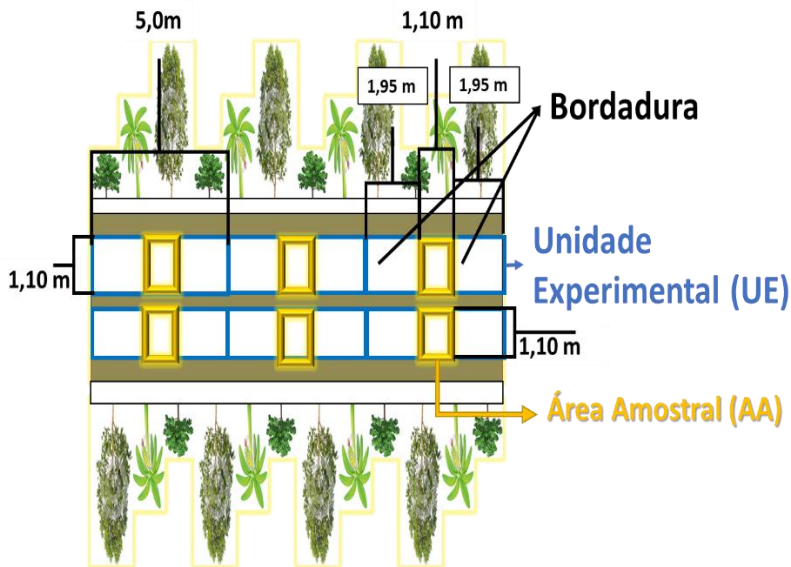 5,0m
1,10 m
1,95 m
1,95 m
Bordadura
Unidade
Experimental (UE)
1,10 m
1,10 m
Área Amostral (AA)